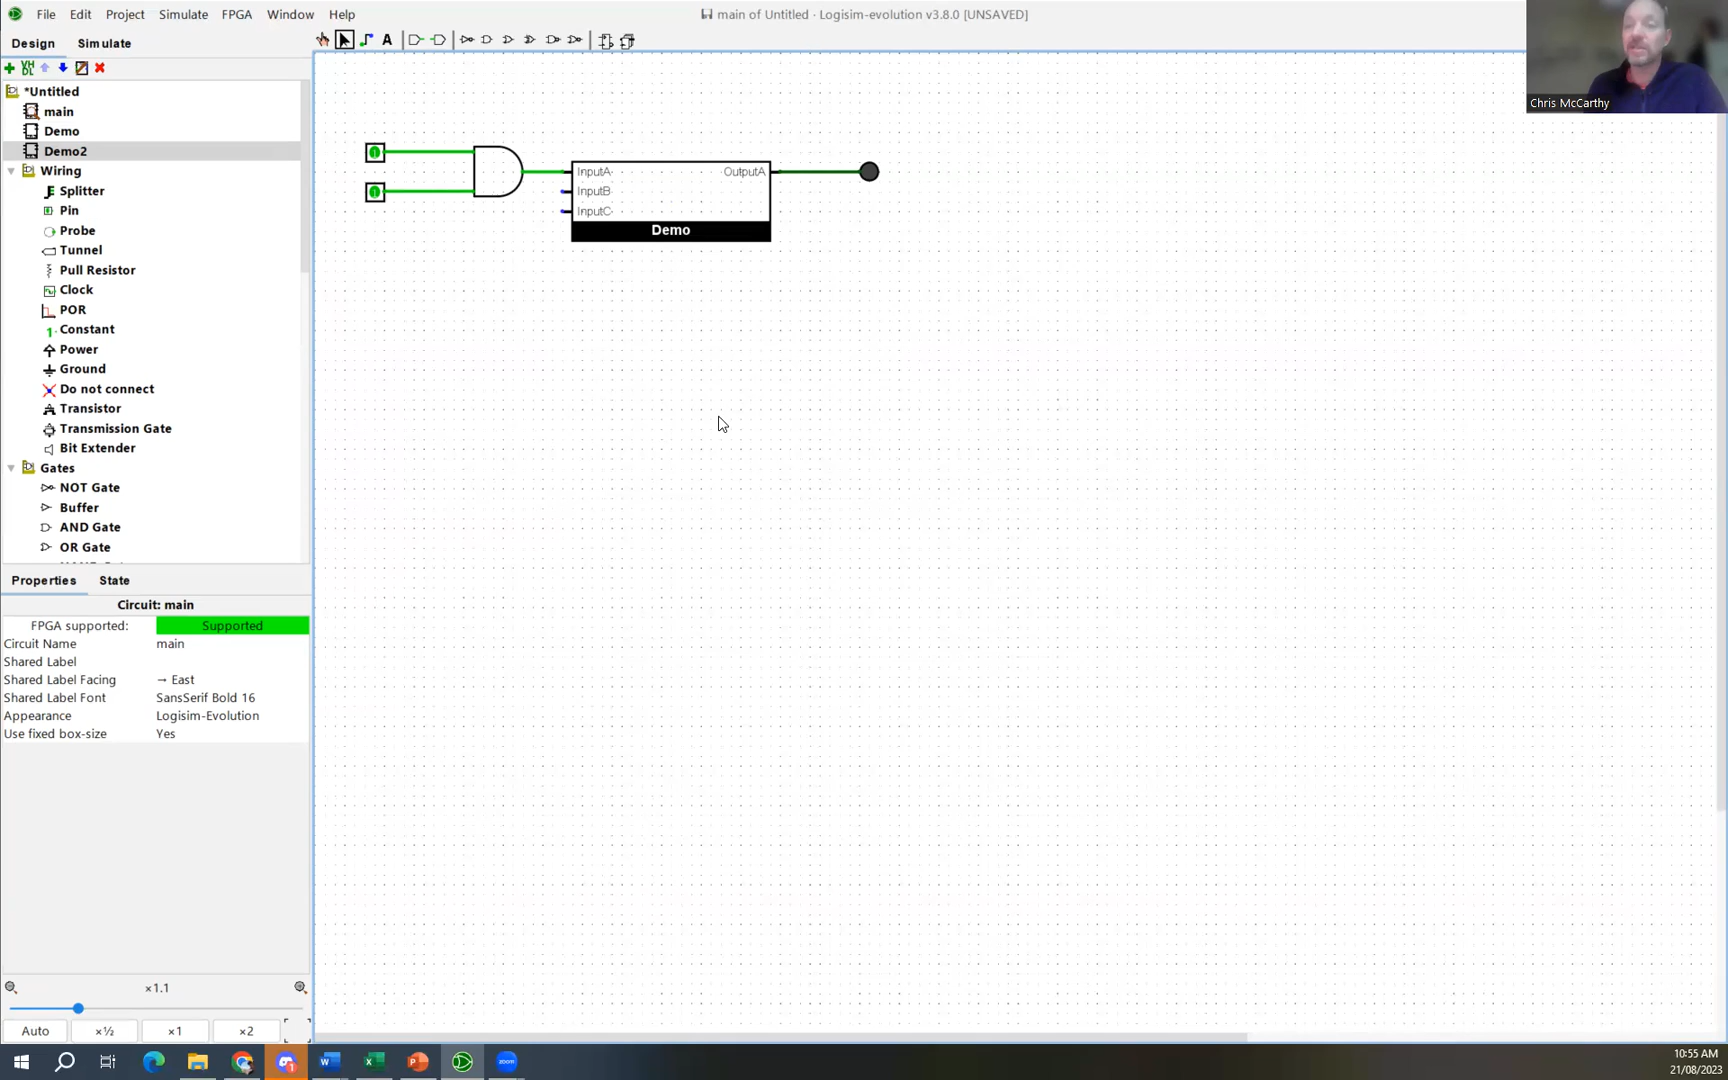 File Edit Project Simulate FPGA Window Help
main of Untitled · Logisim-evolution v3.8.0 [UNSAVED]
Design Simulate
A
VH
DL
*Untitled
main
Demo
Demo2
Wiring
Splitter
Pin
Probe
Tunnel
Pull Resistor
Clock
POR
Constant
Power
Ground
Do not connect
Transistor
Transmission Gate
Bit Extender
Gates
NOT Gate
Buffer
AND Gate
OR Gate
Properties State
Circuit: main
FPGA supported: Supported
Circuit Name main
Shared Label
Shared Label Facing → East
Shared Label Font SansSerif Bold 16
Appearance Logisim-Evolution
Use fixed box-size Yes
×1.1
Auto ×½ ×1 ×2
1
1
InputA OutputA
InputB
InputC
Demo
Chris McCarthy
zoom
10:55 AM
21/08/2023